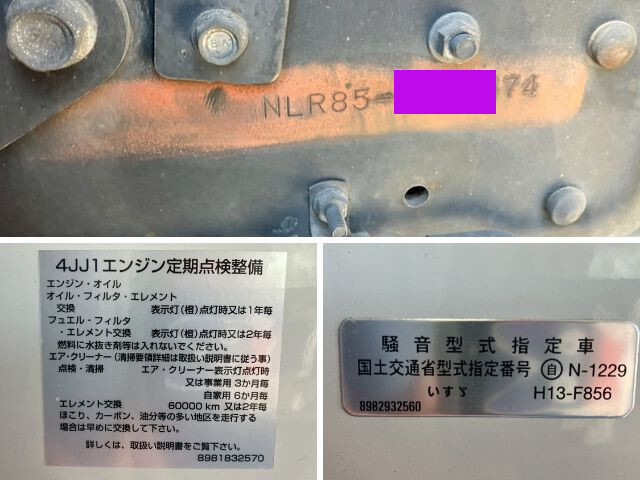 NLR85-
874
4JJ1エンジン定期点検整備
エンジン・オイル
オイル・フィルタ・エレメント
交換 表示灯(橙)点灯時又は1年毎
フュエル・フィルタ
・エレメント交換 表示灯(橙)点灯時又は2年毎
燃料に水抜き剤等は入れないでください。
エア・クリーナー(清掃要領詳細は取扱い説明書に従う事)
点検・清掃 エア・クリーナー表示灯点灯時
又は事業用 3か月毎
自家用 6か月毎
エレメント交換 60000 km 又は2年毎
ほこり、カーボン、油分等の多い地区を走行する
場合は早めに交換して下さい。
詳しくは、取扱い説明書をご覧下さい。
8981832570
騒音型式指定車
国土交通省型式指定番号 自 N-1229
いすゞ H13-F856
8982932560